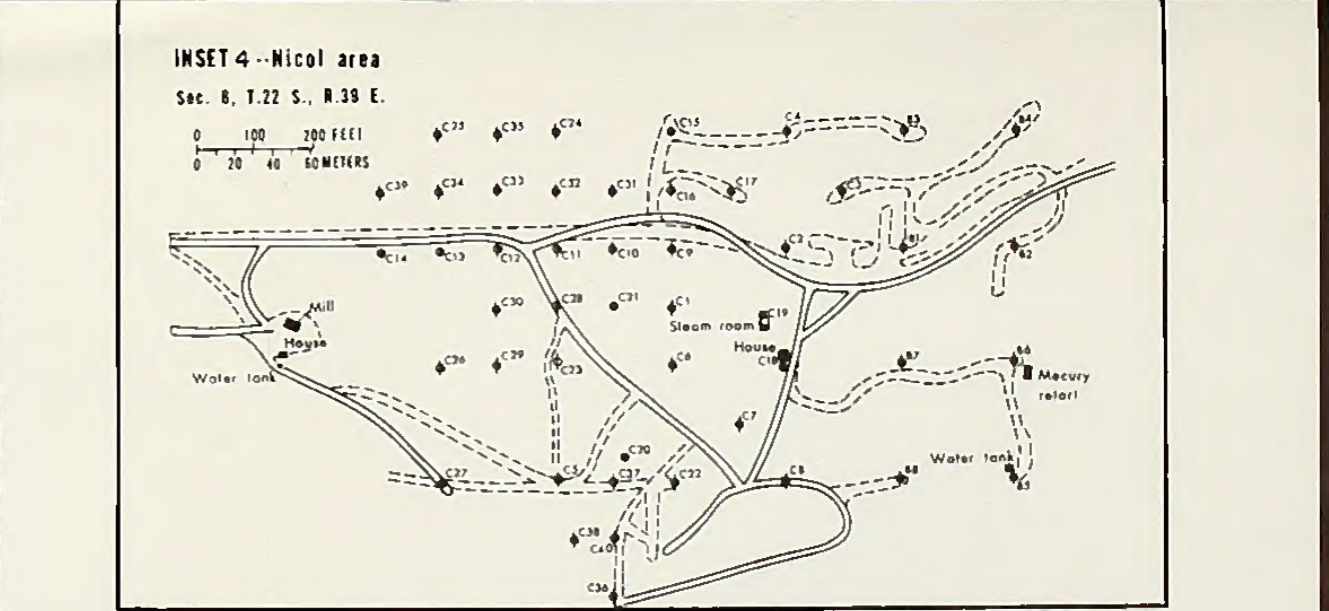 INSET 4--Nicol area
Sec. 8, T.22 S., R.39 E.
0 100 200 FEET
0 20 40 60 METERS
C25 C35 C24 C15 C4 B3 B4
C39 C34 C33 C32 C31 C16 C17 C3
C14 C13 C12 C11 C10 C9 C2 B1 B2
Mill
C30 C28 C21 C1 C19
Steam room
House
House
Water tank
C26 C29 C23 C6 C18 B7 B6
Mecury
retort
C7
C20
Water tank
C27 C5 C37 C22 C8 B8 B5
C38
C40
C36